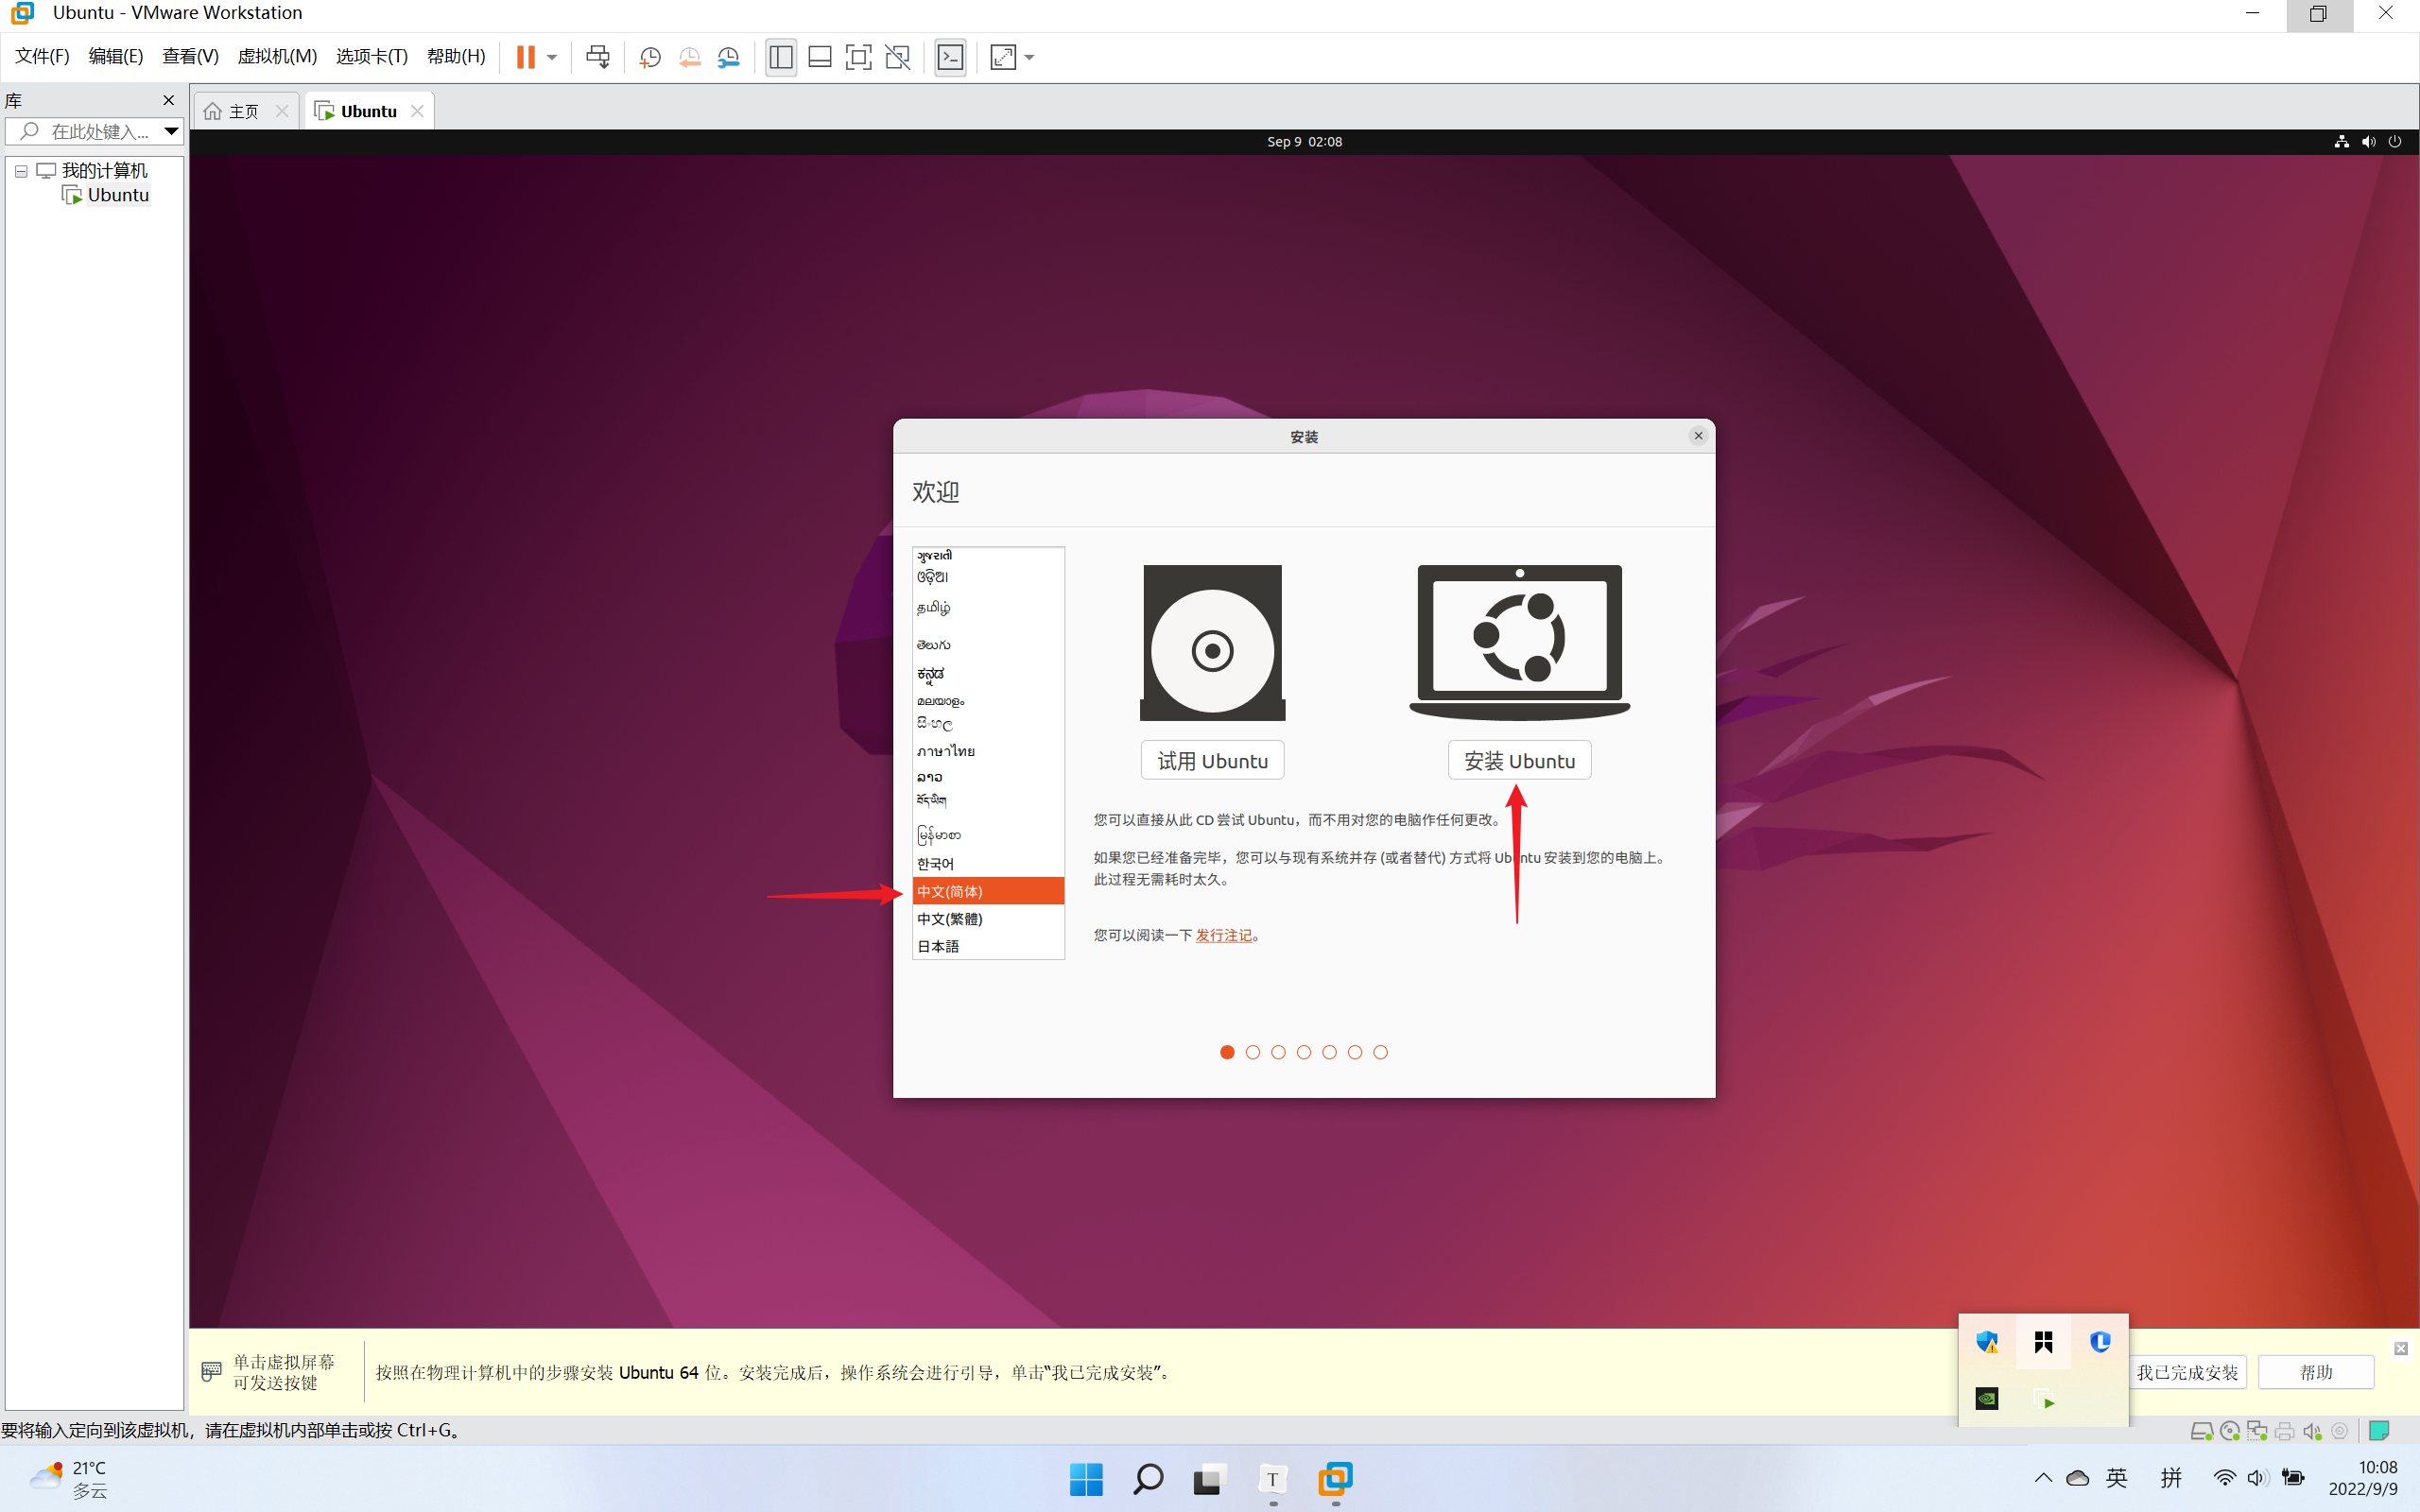 Ubuntu - VMware Workstation
文件(F) 编辑(E) 查看(V) 虚拟机(M) 选项卡(T) 帮助(H)
库
主页
Ubuntu
在此处键入...
我的计算机
Ubuntu
Sep 9 02:08
安装
欢迎
ગુજરાતી
ଓଡ଼ିଆ
தமிழ்
తెలుగు
ಕನ್ನಡ
മലയാളം
සිංහල
ภาษาไทย
ລາວ
བོད་ཡིག
မြန်မာစာ
한국어
中文(简体)
中文(繁體)
日本語
试用 Ubuntu
安装 Ubuntu
您可以直接从此 CD 尝试 Ubuntu，而不用对您的电脑作任何更改。
如果您已经准备完毕，您可以与现有系统并存 (或者替代) 方式将 Ubuntu 安装到您的电脑上。
此过程无需耗时太久。
您可以阅读一下 发行注记。
单击虚拟屏幕
可发送按键
按照在物理计算机中的步骤安装 Ubuntu 64 位。安装完成后，操作系统会进行引导，单击“我已完成安装”。
我已完成安装
帮助
要将输入定向到该虚拟机，请在虚拟机内部单击或按 Ctrl+G。
21°C
多云
T
英
拼
10:08
2022/9/9